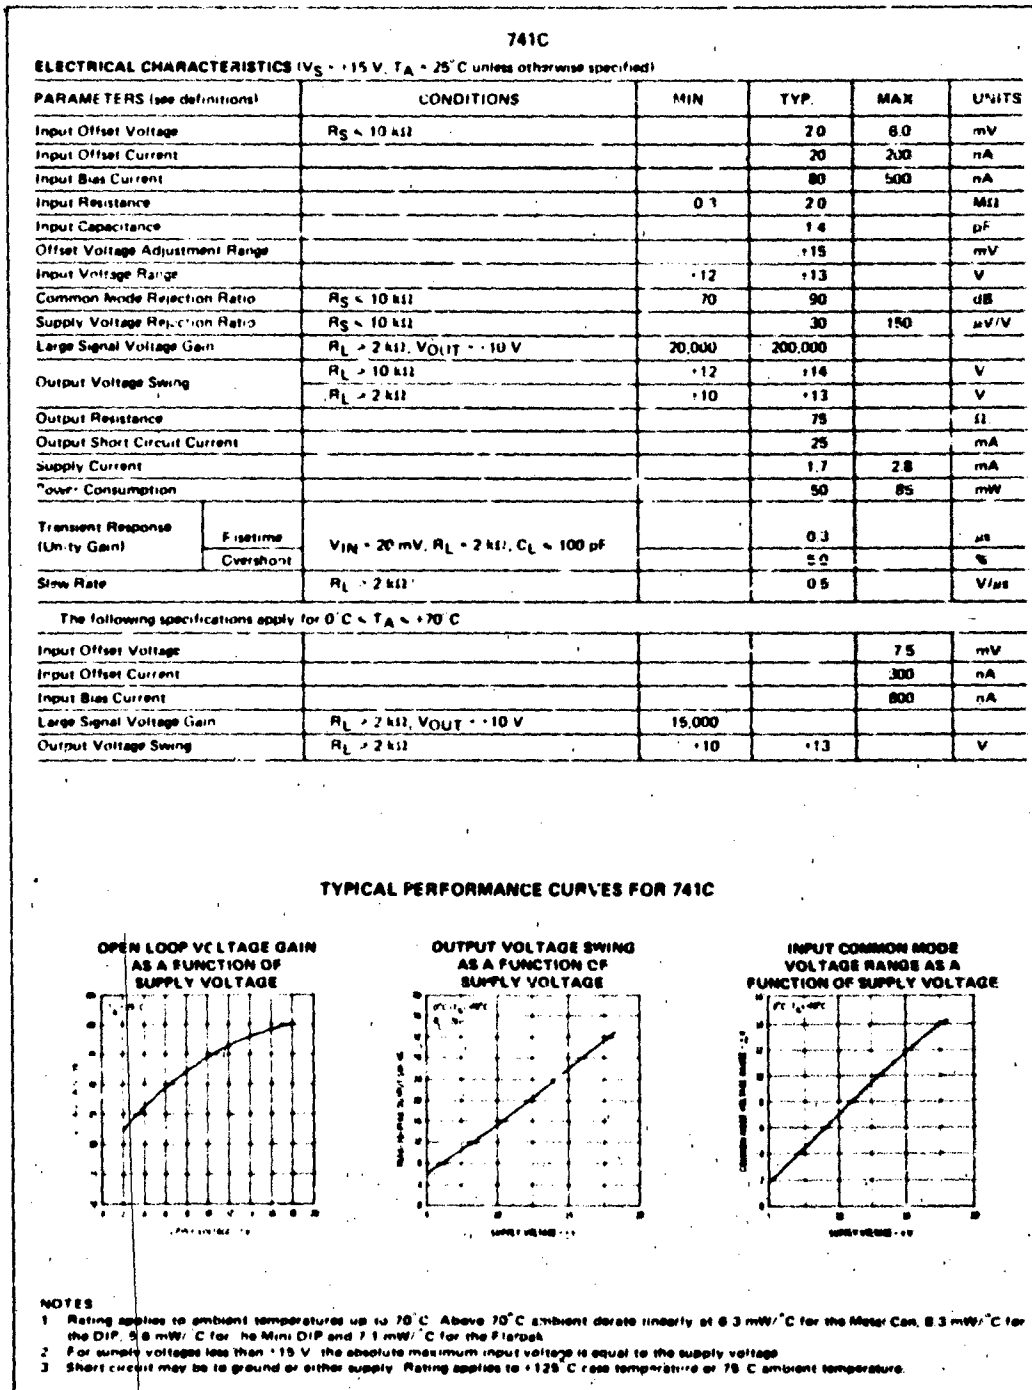 741C
ELECTRICAL CHARACTERISTICS (VS = ±15 V, TA = 25°C unless otherwise specified)
PARAMETERS (see definitions) CONDITIONS MIN TYP. MAX UNITS
Input Offset Voltage RS < 10 kΩ 2.0 6.0 mV
Input Offset Current 20 200 nA
Input Bias Current 80 500 nA
Input Resistance 0.3 2.0 MΩ
Input Capacitance 1.4 pF
Offset Voltage Adjustment Range ±15 mV
Input Voltage Range ±12 ±13 V
Common Mode Rejection Ratio RS < 10 kΩ 70 90 dB
Supply Voltage Rejection Ratio RS < 10 kΩ 30 150 µV/V
Large Signal Voltage Gain RL > 2 kΩ, VOUT = ±10 V 20,000 200,000
Output Voltage Swing RL > 10 kΩ ±12 ±14 V
RL > 2 kΩ ±10 ±13 V
Output Resistance 75 Ω
Output Short Circuit Current 25 mA
Supply Current 1.7 2.8 mA
Power Consumption 50 85 mW
Transient Response
(Unity Gain) Risetime VIN = 20 mV, RL = 2 kΩ, CL < 100 pF 0.3 µs
Overshoot 5.0 %
Slew Rate RL > 2 kΩ 0.5 V/µs
The following specifications apply for 0°C < TA < +70°C
Input Offset Voltage 7.5 mV
Input Offset Current 300 nA
Input Bias Current 800 nA
Large Signal Voltage Gain RL > 2 kΩ, VOUT = ±10 V 15,000
Output Voltage Swing RL > 2 kΩ ±10 ±13 V
TYPICAL PERFORMANCE CURVES FOR 741C
OPEN LOOP VOLTAGE GAIN
AS A FUNCTION OF
SUPPLY VOLTAGE
OUTPUT VOLTAGE SWING
AS A FUNCTION OF
SUPPLY VOLTAGE
SUPPLY VOLTAGE - ±V
INPUT COMMON MODE
VOLTAGE RANGE AS A
FUNCTION OF SUPPLY VOLTAGE
COMMON MODE VOLTAGE RANGE - ±V
SUPPLY VOLTAGE - ±V
NOTES
1 Rating applies to ambient temperatures up to 70°C. Above 70°C ambient derate linearly at 6.3 mW/°C for the Metal Can, 8.3 mW/°C for
the DIP, 5.6 mW/°C for the Mini DIP and 7.1 mW/°C for the Flatpak
2 For supply voltages less than ±15 V, the absolute maximum input voltage is equal to the supply voltage
3 Short circuit may be to ground or either supply. Rating applies to +125°C case temperature or 75°C ambient temperature.